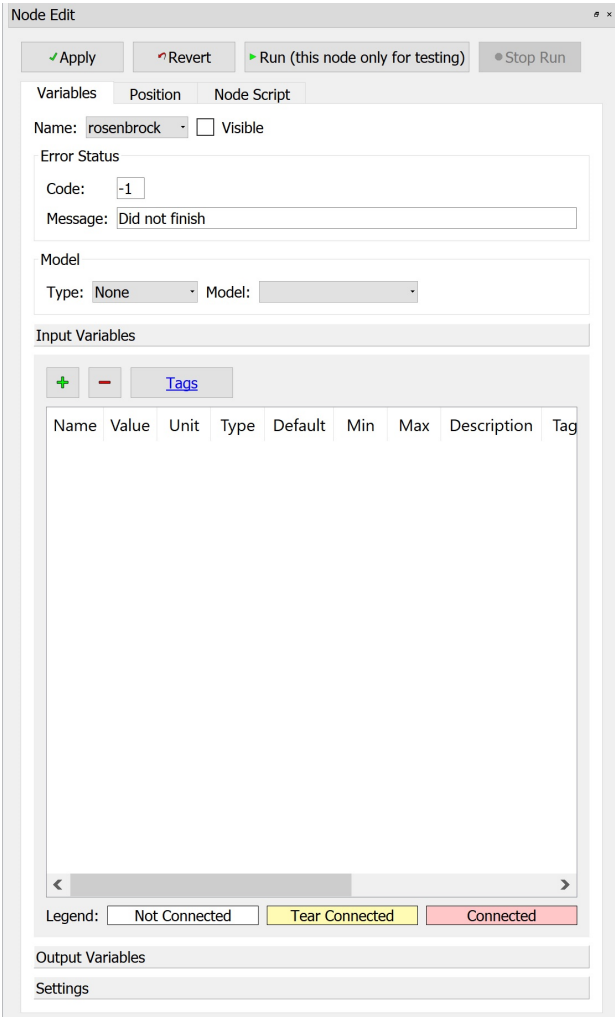 Node Edit
Apply Revert Run (this node only for testing) Stop Run
Variables Position Node Script
Name: rosenbrock Visible
Error Status
Code: -1
Message: Did not finish
Model
Type: None Model:
Input Variables
Tags
Name Value Unit Type Default Min Max Description Tag
Legend: Not Connected Tear Connected Connected
Output Variables
Settings